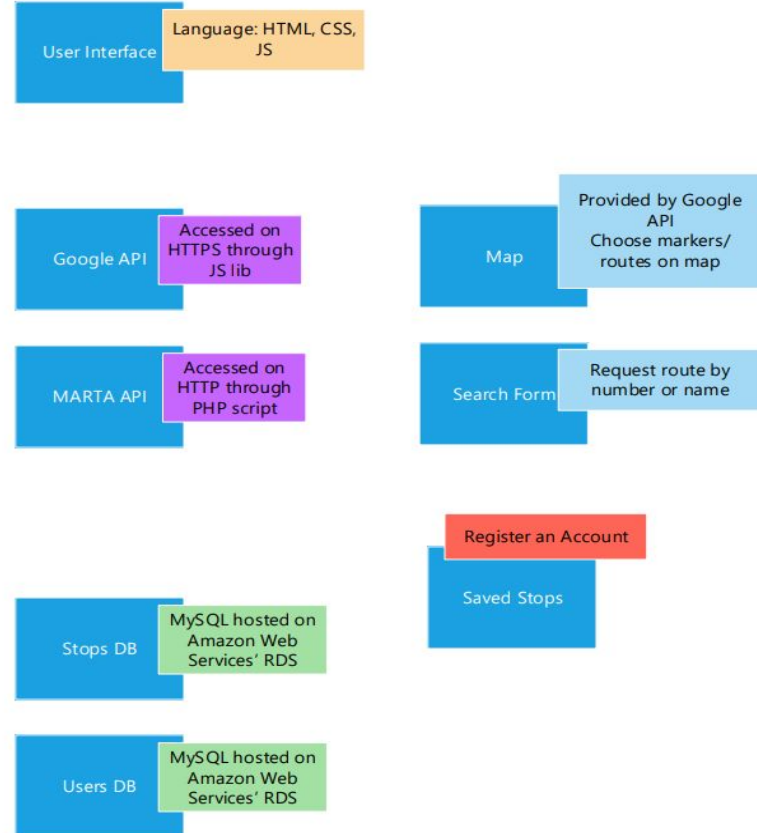 User Interface
Language: HTML, CSS,
JS
Google API
Accessed on
HTTPS through
JS lib
Map
Provided by Google
API
Choose markers/
routes on map
MARTA API
Accessed on
HTTP through
PHP script
Search Form
Request route by
number or name
Register an Account
Saved Stops
Stops DB
MySQL hosted on
Amazon Web
Services’ RDS
Users DB
MySQL hosted on
Amazon Web
Services’ RDS